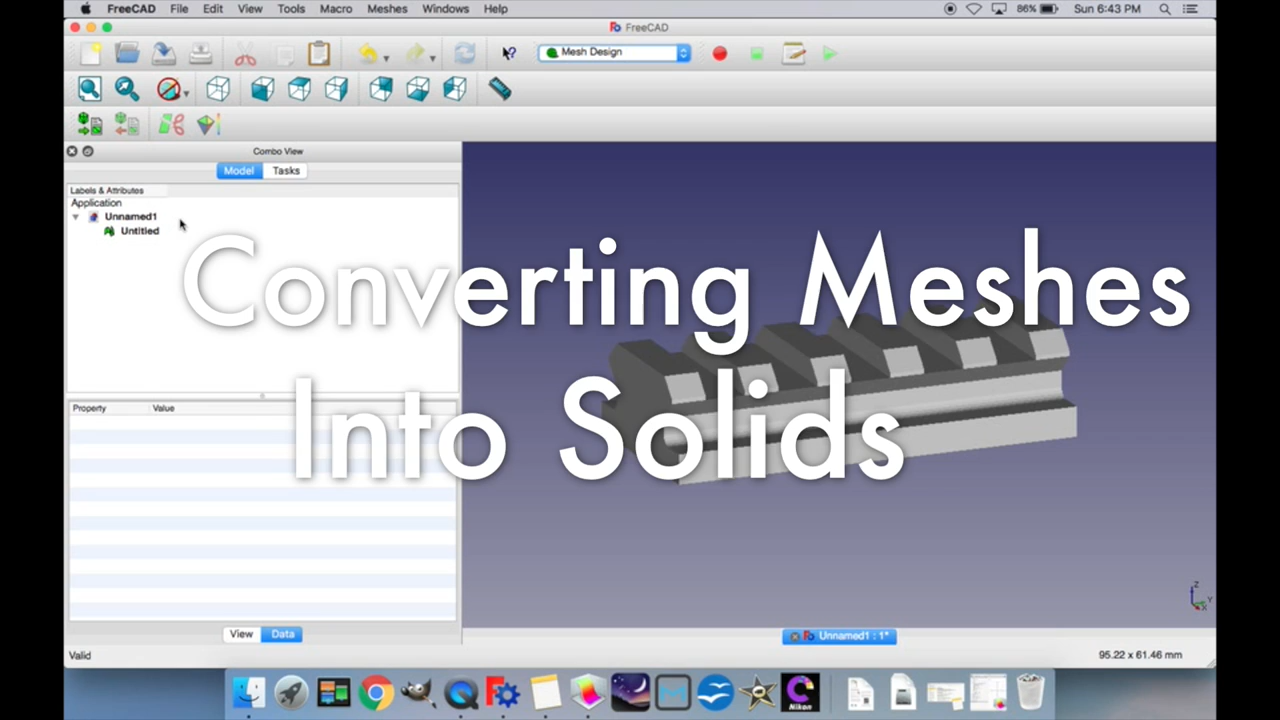 FreeCAD File Edit View Tools Macro Meshes Windows Help 86% Sun 6:43 PM
FreeCAD
Mesh Design
Combo View
Model Tasks
Labels & Attributes
Application
Unnamed1
Untitled
Converting Meshes
Into Solids
Property Value
Z
Y
X
View Data
Unnamed1 : 1*
Valid
95.22 x 61.46 mm
Nikon